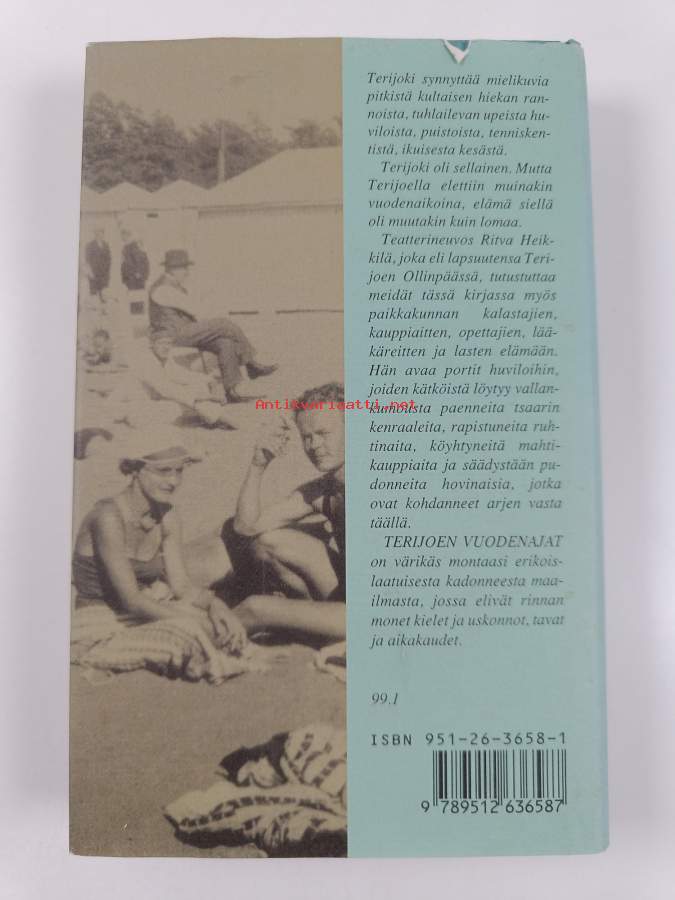 Terijoki synnyttää mielikuvia
pitkistä kultaisen hiekan ran-
noista, tuhlailevan upeista hu-
viloista, puistoista, tennisken-
tistä, ikuisesta kesästä.
Terijoki oli sellainen. Mutta
Terijoella elettiin muinakin
vuodenaikoina, elämä siellä
oli muutakin kuin lomaa.
Teatterineuvos Ritva Heik-
kilä, joka eli lapsuutensa Teri-
joen Ollinpäässä, tutustuttaa
meidät tässä kirjassa myös
paikkakunnan kalastajien,
kauppiaitten, opettajien, lää-
käreitten ja lasten elämään.
Hän avaa portit huviloihin,
joiden kätköistä löytyy vallan-
kumousta paenneita tsaarin
kenraaleita, rapistuneita ruh-
tinaita, köyhtyneitä mahti-
kauppiaita ja säädystään pu-
donneita hovinaisia, jotka
ovat kohdanneet arjen vasta
täällä.
TERIJOEN VUODENAJAT
on värikäs montaasi erikois-
laatuisesta kadonneesta maa-
ilmasta, jossa elivät rinnan
monet kielet ja uskonnot, tavat
ja aikakaudet.
99.1
ISBN 951-26-3658-1
9 789512 636587
Antikvariaatti.net